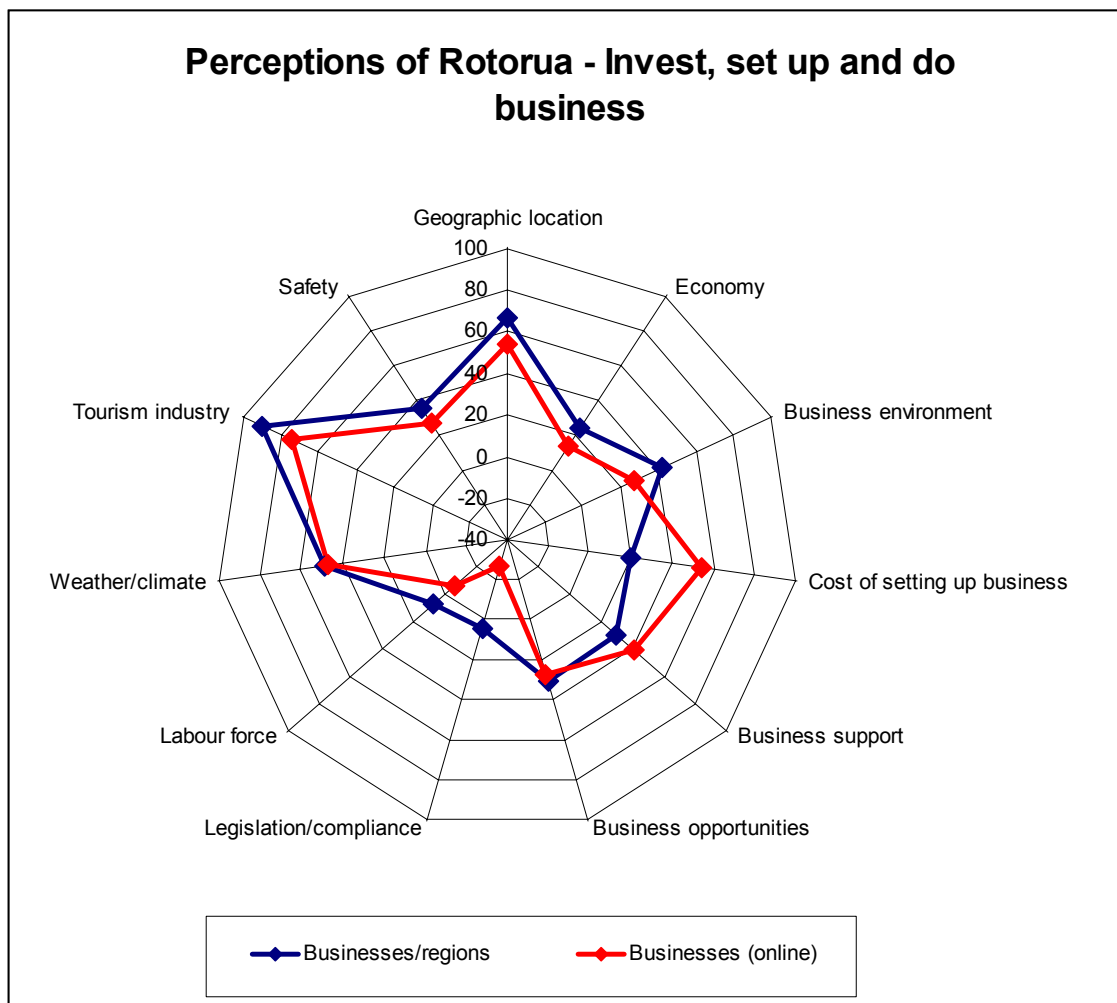 Perceptions of Rotorua - Invest, set up and do
business
Geographic location
Economy
Business environment
Cost of setting up business
Business support
Business opportunities
Legislation/compliance
Labour force
Weather/climate
Tourism industry
Safety
100
80
60
40
20
0
-20
-40
Businesses/regions
Businesses (online)